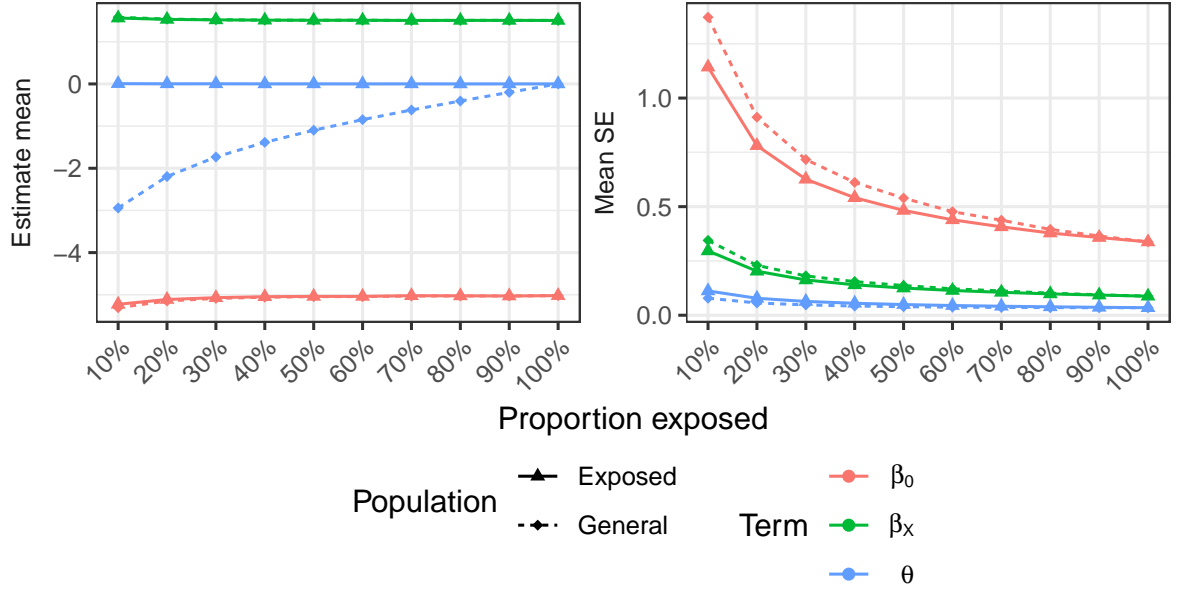 Estimate mean
0
−2
−4
10%
20%
30%
40%
50%
60%
70%
80%
90%
100%
Mean SE
1.0
0.5
0.0
10%
20%
30%
40%
50%
60%
70%
80%
90%
100%
Proportion exposed
Population
Exposed
General
Term
β₀
βₓ
θ